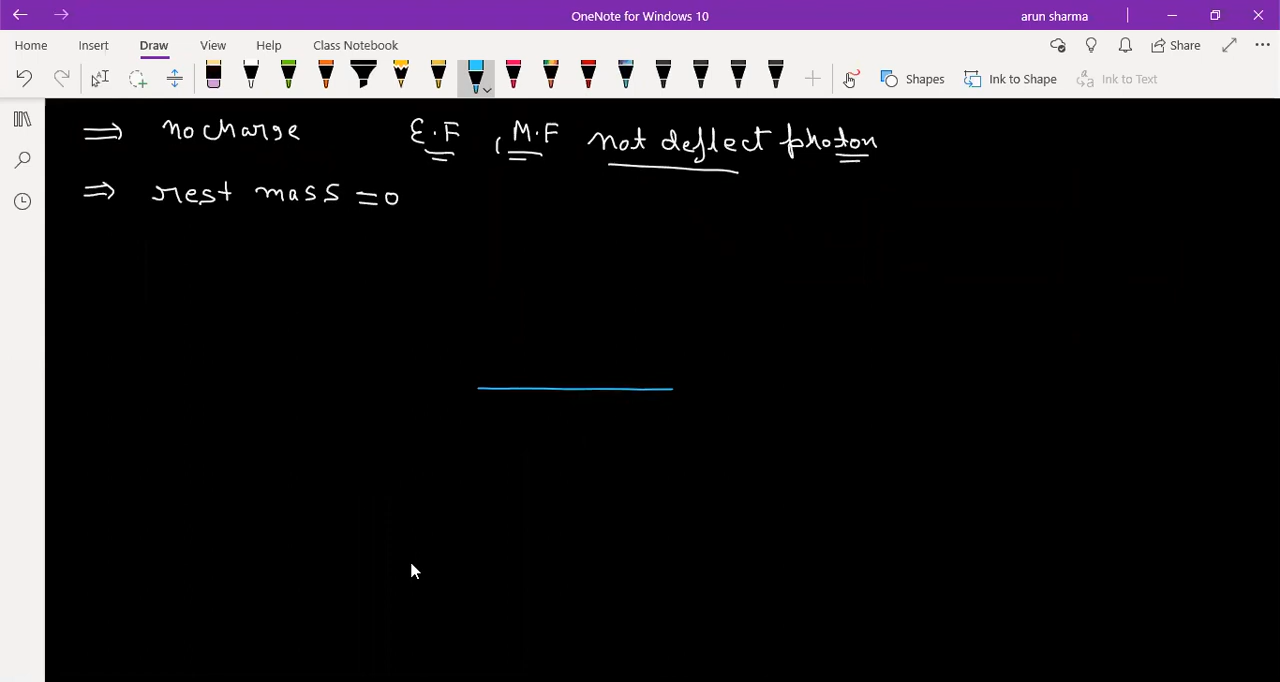 OneNote for Windows 10
arun sharma
Home Insert Draw View Help Class Notebook Share
Shapes Ink to Shape Ink to Text
⇒ no charge E.F , M.F not deflect photon
⇒ rest mass = 0